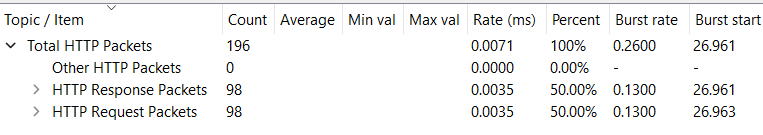 Topic / Item Count Average Min val Max val Rate (ms) Percent Burst rate Burst start
Total HTTP Packets 196 0.0071 100% 0.2600 26.961
Other HTTP Packets 0 0.0000 0.00% - -
HTTP Response Packets 98 0.0035 50.00% 0.1300 26.961
HTTP Request Packets 98 0.0035 50.00% 0.1300 26.963